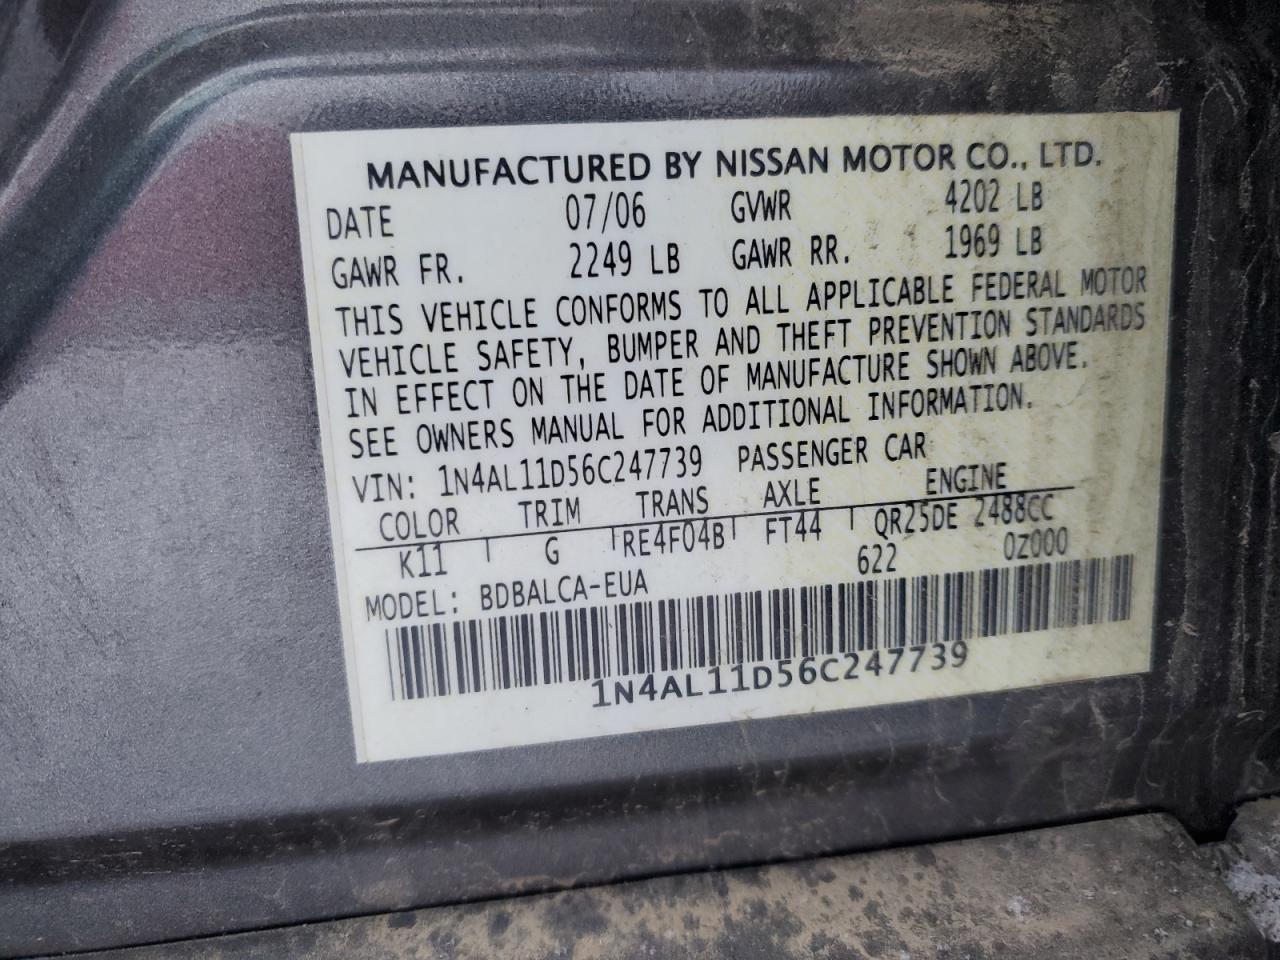 MANUFACTURED BY NISSAN MOTOR CO., LTD.
DATE 07/06 GVWR 4202 LB
GAWR FR. 2249 LB GAWR RR. 1969 LB
THIS VEHICLE CONFORMS TO ALL APPLICABLE FEDERAL MOTOR
VEHICLE SAFETY, BUMPER AND THEFT PREVENTION STANDARDS
IN EFFECT ON THE DATE OF MANUFACTURE SHOWN ABOVE.
SEE OWNERS MANUAL FOR ADDITIONAL INFORMATION.
VIN: 1N4AL11D56C247739 PASSENGER CAR
COLOR TRIM TRANS AXLE ENGINE
K11 G RE4F04B FT44 QR25DE 2488CC
MODEL: BDBALCA-EUA 622 0Z000
1N4AL11D56C247739